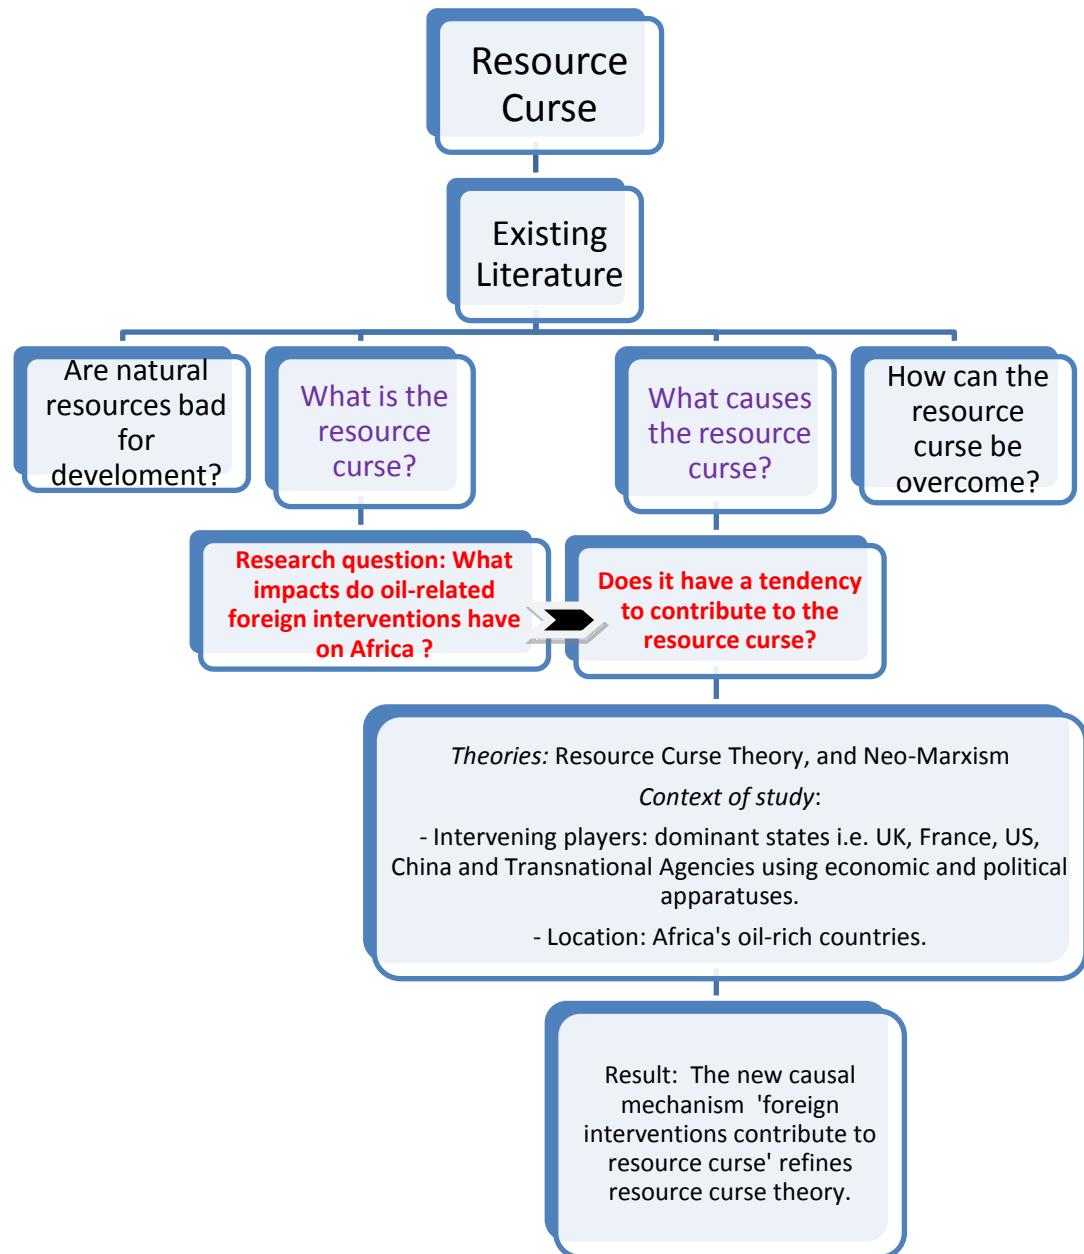 Resource
Curse
Existing
Literature
Are natural
resources bad
for
develoment?
What is the
resource
curse?
What causes
the resource
curse?
How can the
resource
curse be
overcome?
Research question: What
impacts do oil-related
foreign interventions have
on Africa ?
Does it have a tendency
to contribute to the
resource curse?
Theories: Resource Curse Theory, and Neo-Marxism
Context of study:
- Intervening players: dominant states i.e. UK, France, US,
China and Transnational Agencies using economic and political
apparatuses.
- Location: Africa's oil-rich countries.
Result:  The new causal
mechanism  'foreign
interventions contribute to
resource curse' refines
resource curse theory.